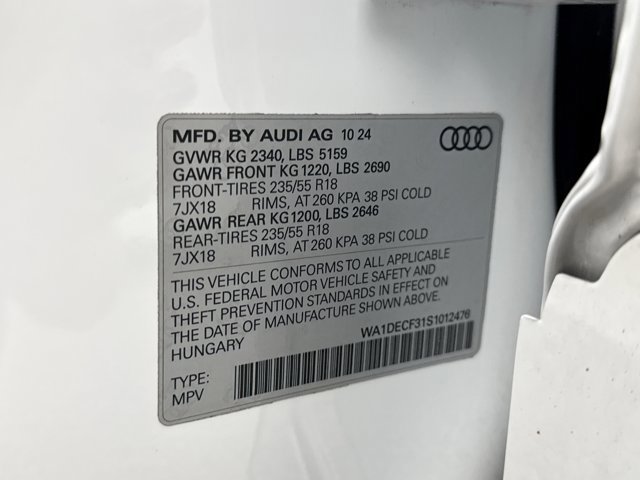 MFD. BY AUDI AG 10 24
GVWR KG 2340, LBS 5159
GAWR FRONT KG 1220, LBS 2690
FRONT-TIRES 235/55 R18
7JX18 RIMS, AT 260 KPA 38 PSI COLD
GAWR REAR KG 1200, LBS 2646
REAR-TIRES 235/55 R18
7JX18 RIMS, AT 260 KPA 38 PSI COLD
THIS VEHICLE CONFORMS TO ALL APPLICABLE
U.S. FEDERAL MOTOR VEHICLE SAFETY AND
THEFT PREVENTION STANDARDS IN EFFECT ON
THE DATE OF MANUFACTURE SHOWN ABOVE.
HUNGARY WA1DECF31S1012476
TYPE:
MPV